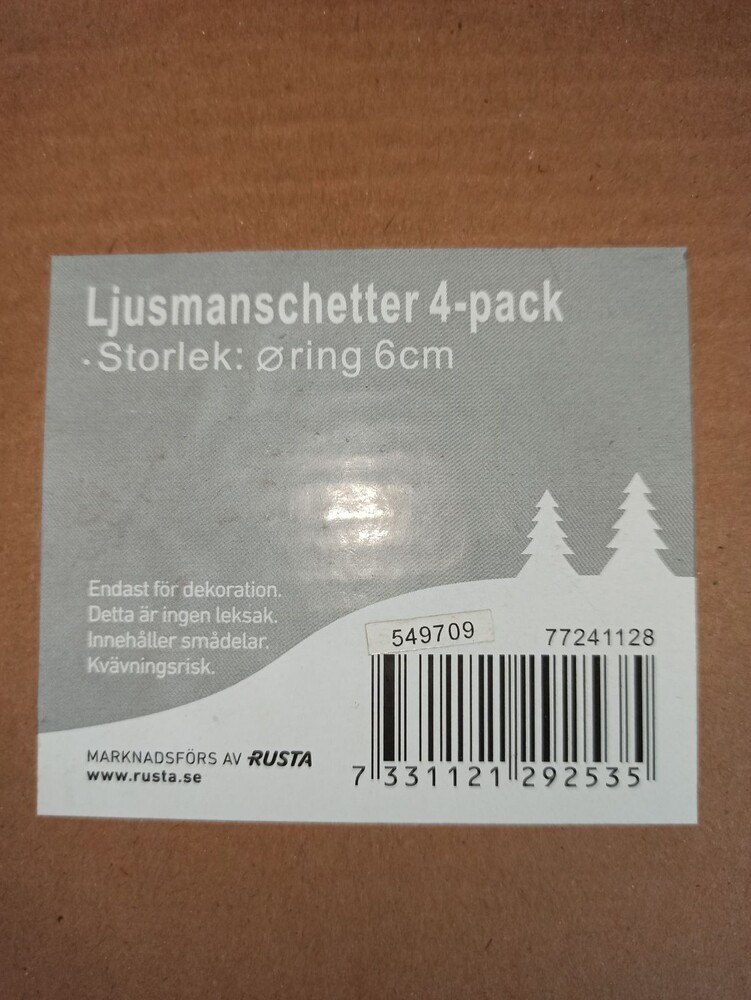 Ljusmanschetter 4-pack
·Storlek: ⌀ring 6cm
Endast för dekoration.
Detta är ingen leksak.
Innehåller smådelar.
Kvävningsrisk.
549709
77241128
MARKNADSFÖRS AV RUSTA
www.rusta.se
7 331121 292535